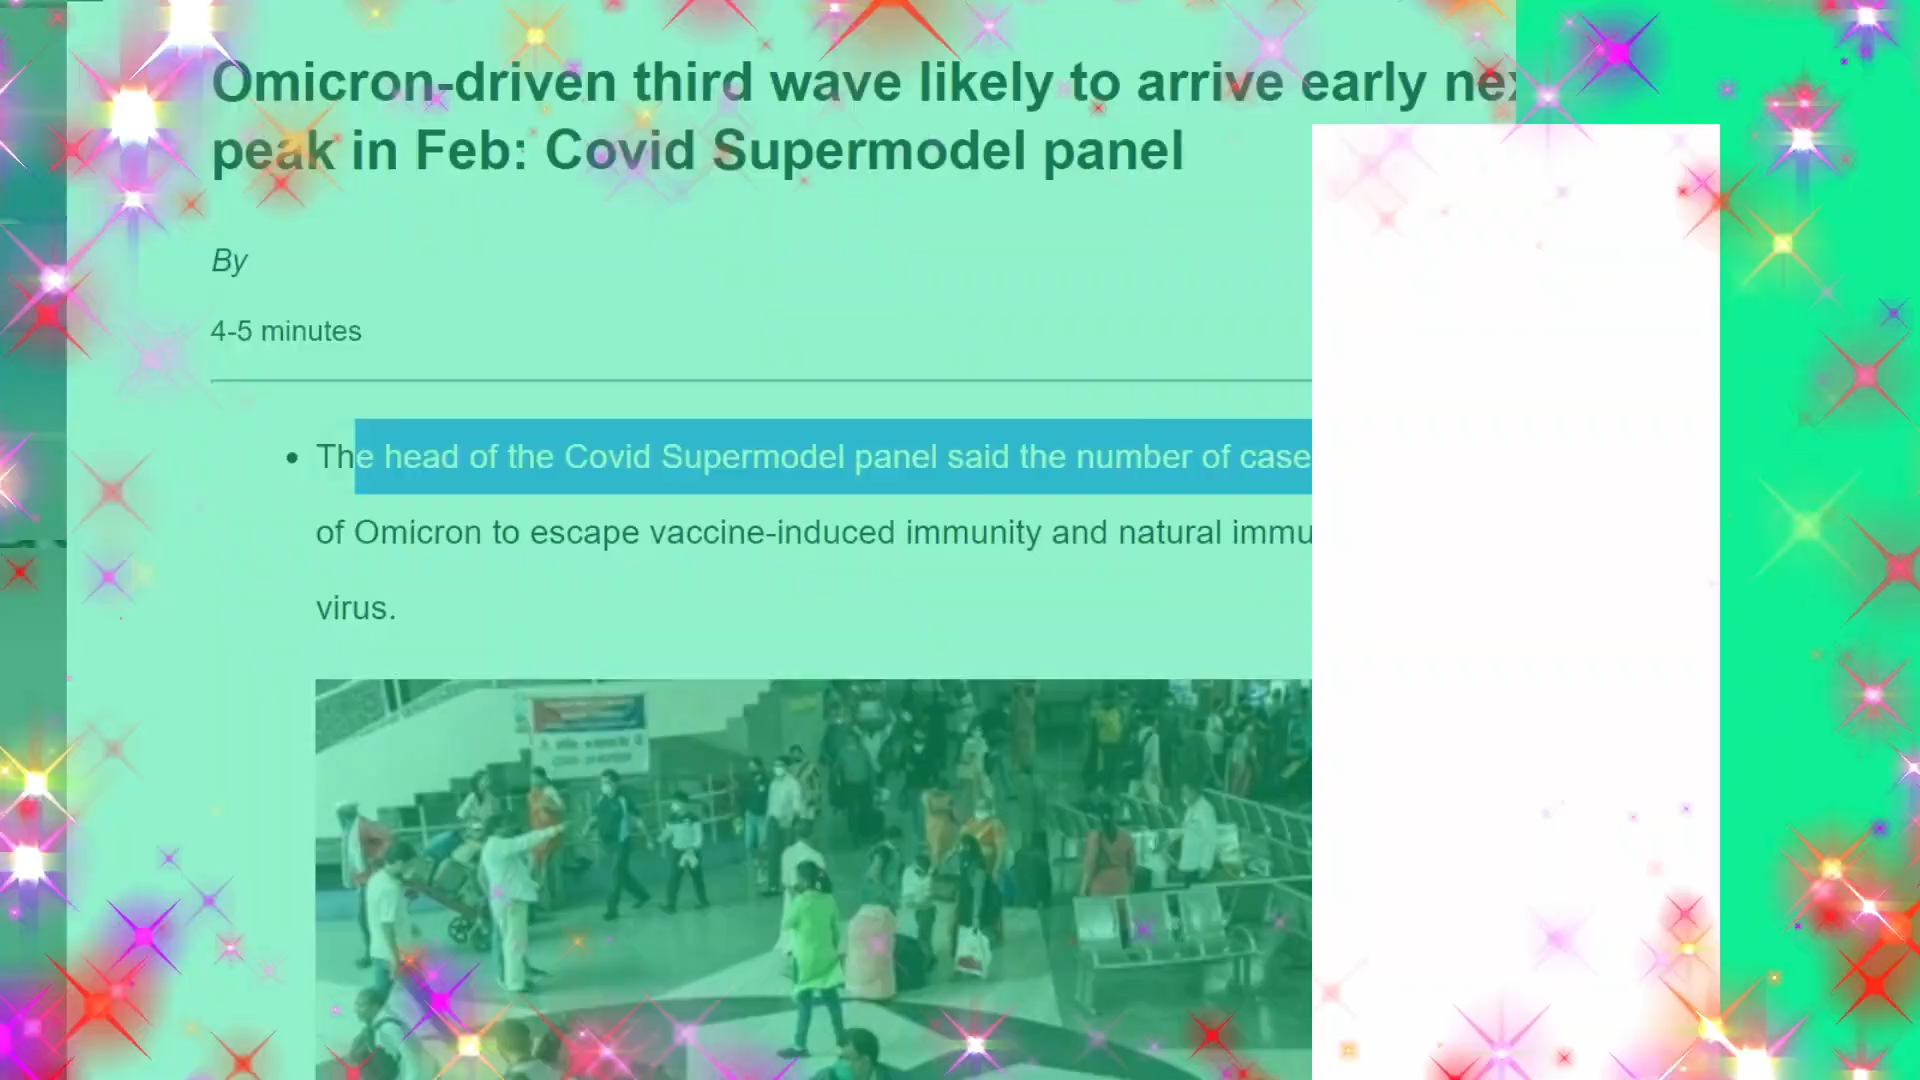 Omicron-driven third wave likely to arrive early
peak in Feb: Covid Supermodel panel
By
4-5 minutes
The head of the Covid Supermodel panel said the number of case
of Omicron to escape vaccine-induced immunity and natural
virus.